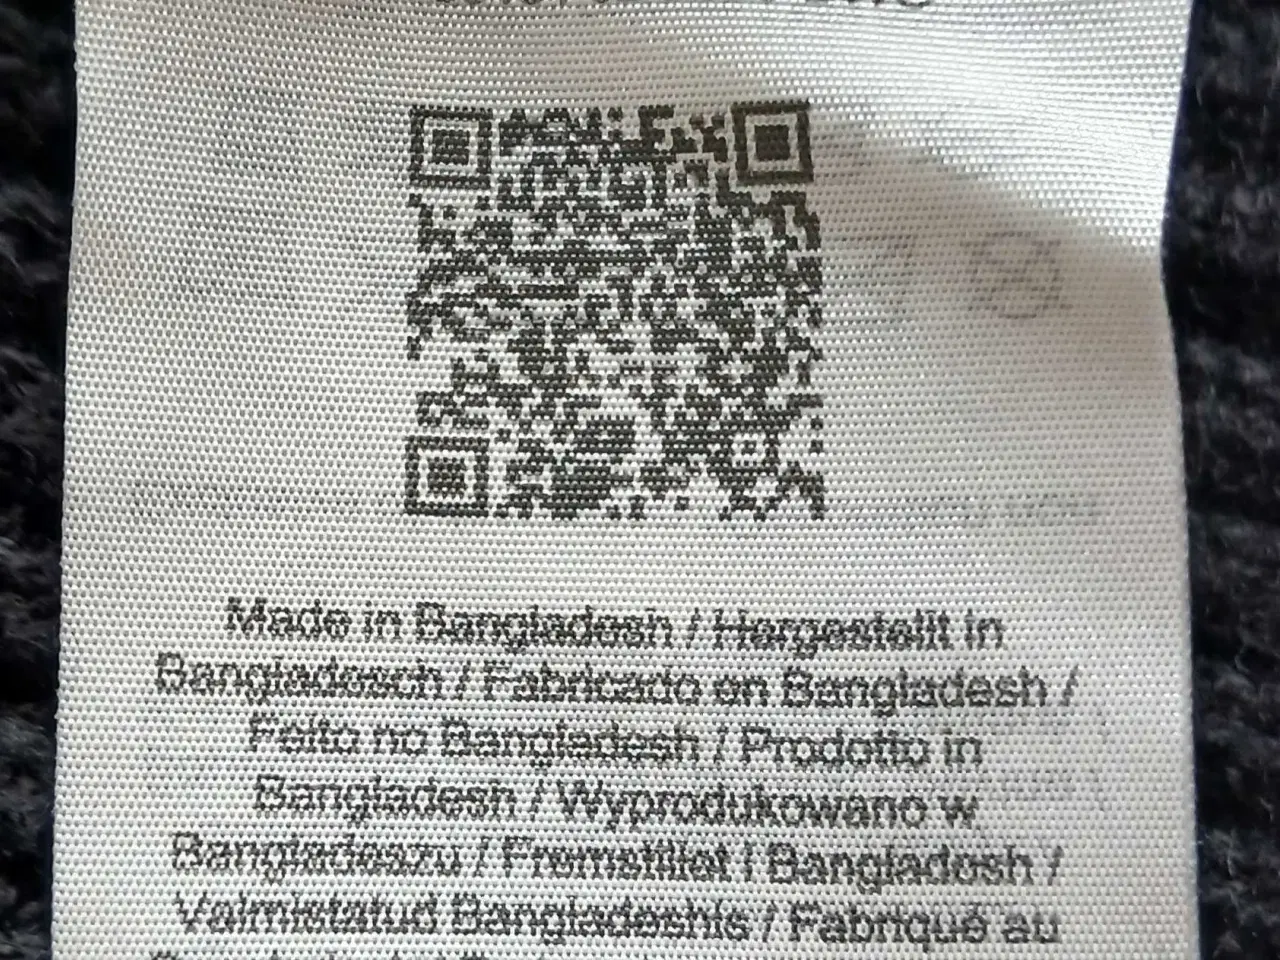 Made in Bangladesh / Hergestellt in
Bangladesch / Fabricado en Bangladesh /
Feito no Bangladesh / Prodotto in
Bangladesh / Wyprodukowano w
Bangladeszu / Fremstillet i Bangladesh /
Valmistatud Bangladeshis / Fabriqué au